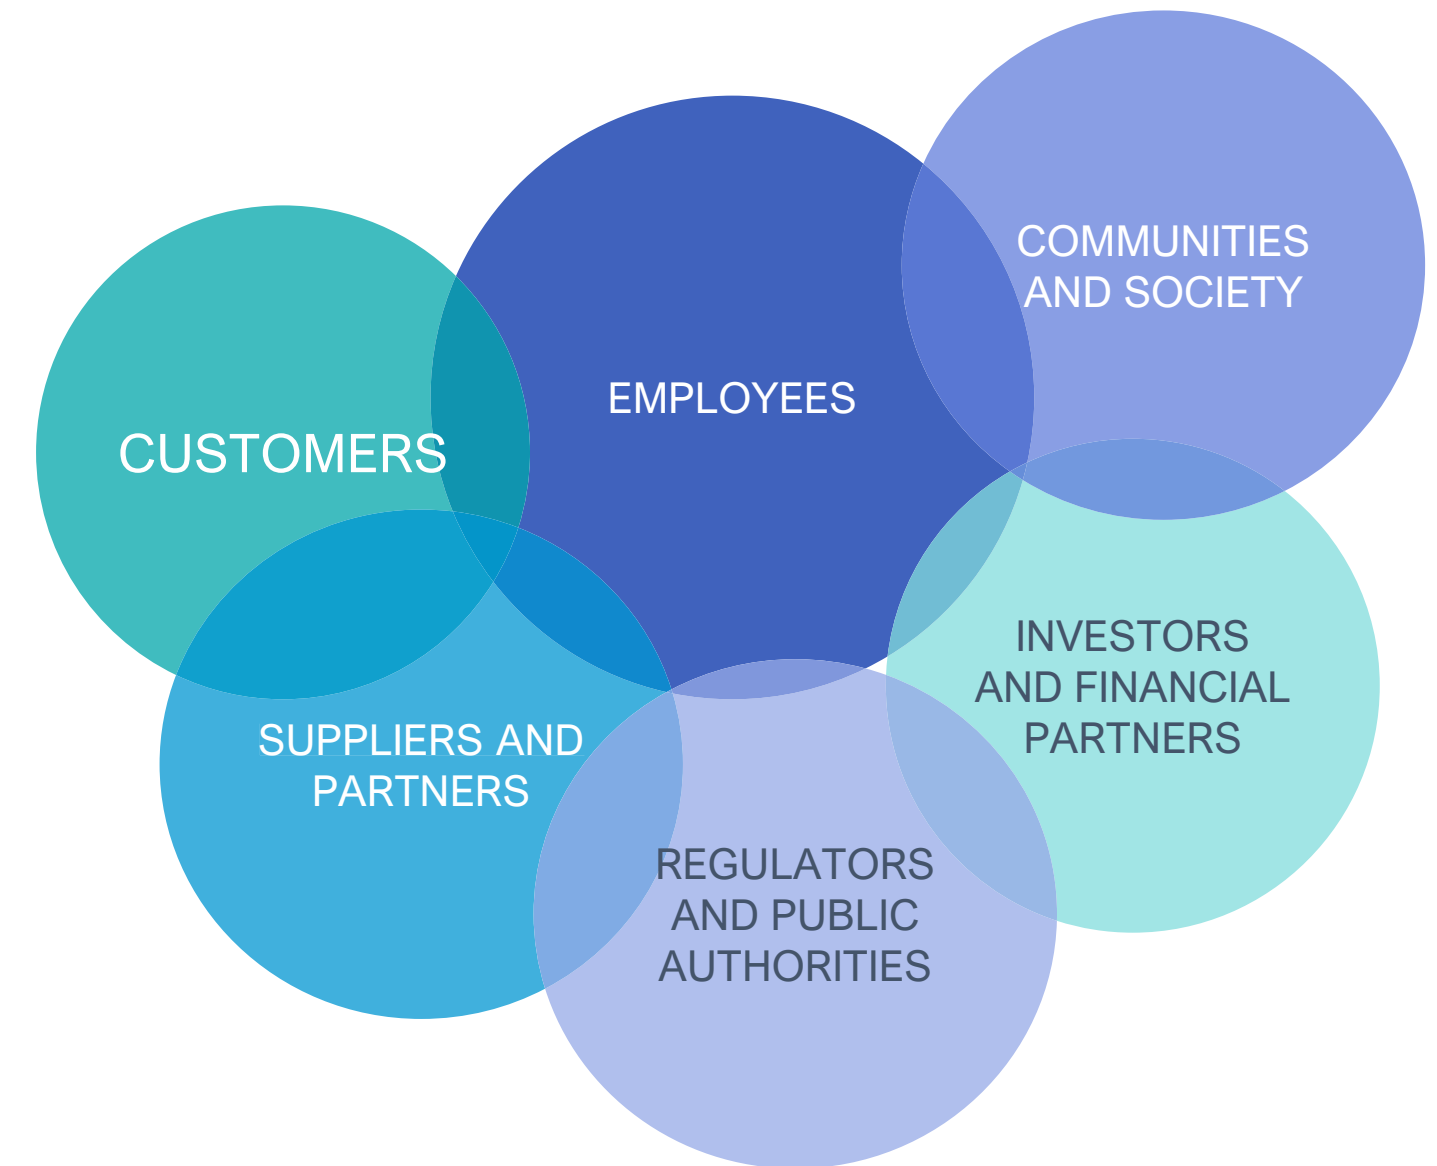 COMMUNITIES
AND SOCIETY
EMPLOYEES
CUSTOMERS
INVESTORS
AND FINANCIAL
PARTNERS
SUPPLIERS AND
PARTNERS
REGULATORS
AND PUBLIC
AUTHORITIES